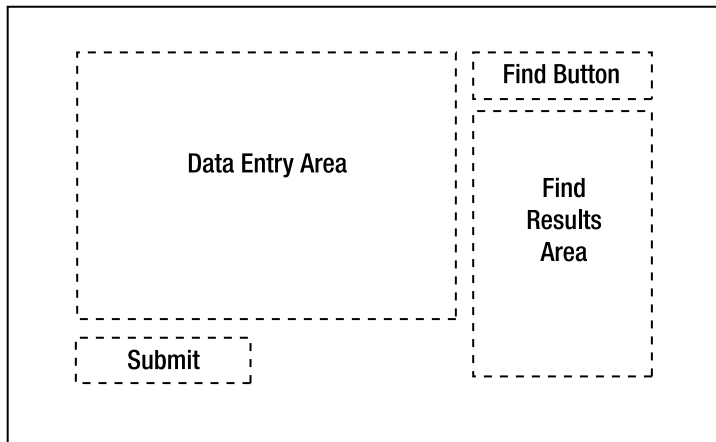 Find Button
Data Entry Area
Find
Results
Area
Submit